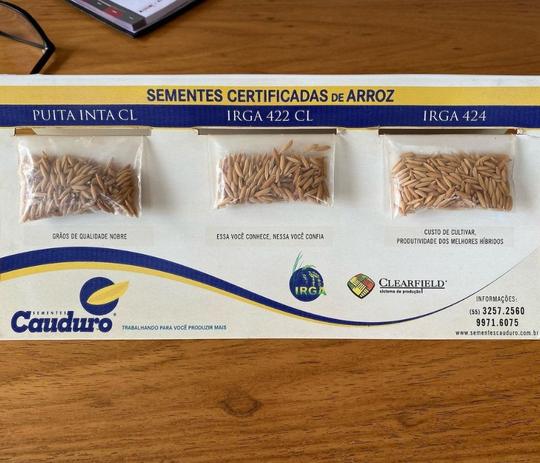 SEMENTES CERTIFICADAS DE ARROZ
PUITA INTA CL
IRGA 422 CL
IRGA 424
GRÃOS DE QUALIDADE NOBRE
ESSA VOCÊ CONHECE, NESSA VOCÊ CONFIA
CUSTO DE CULTIVAR,
PRODUTIVIDADE DOS MELHORES HÍBRIDOS
IRGA
CLEARFIELD®
sistema de produção
SEMENTES
Cauduro®
TRABALHANDO PARA VOCÊ PRODUZIR MAIS
INFORMAÇÕES:
(55) 3257.2560
9971.6075
www.sementescauduro.com.br